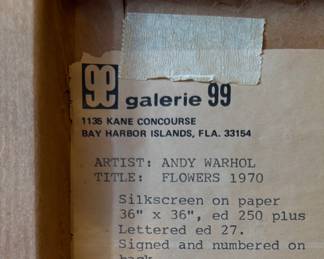 galerie 99
1135 KANE CONCOURSE
BAY HARBOR ISLANDS, FLA. 33154
ARTIST: ANDY WARHOL
TITLE: FLOWERS 1970
Silkscreen on paper
36" x 36", ed 250 plus
Lettered ed 27.
Signed and numbered on
back